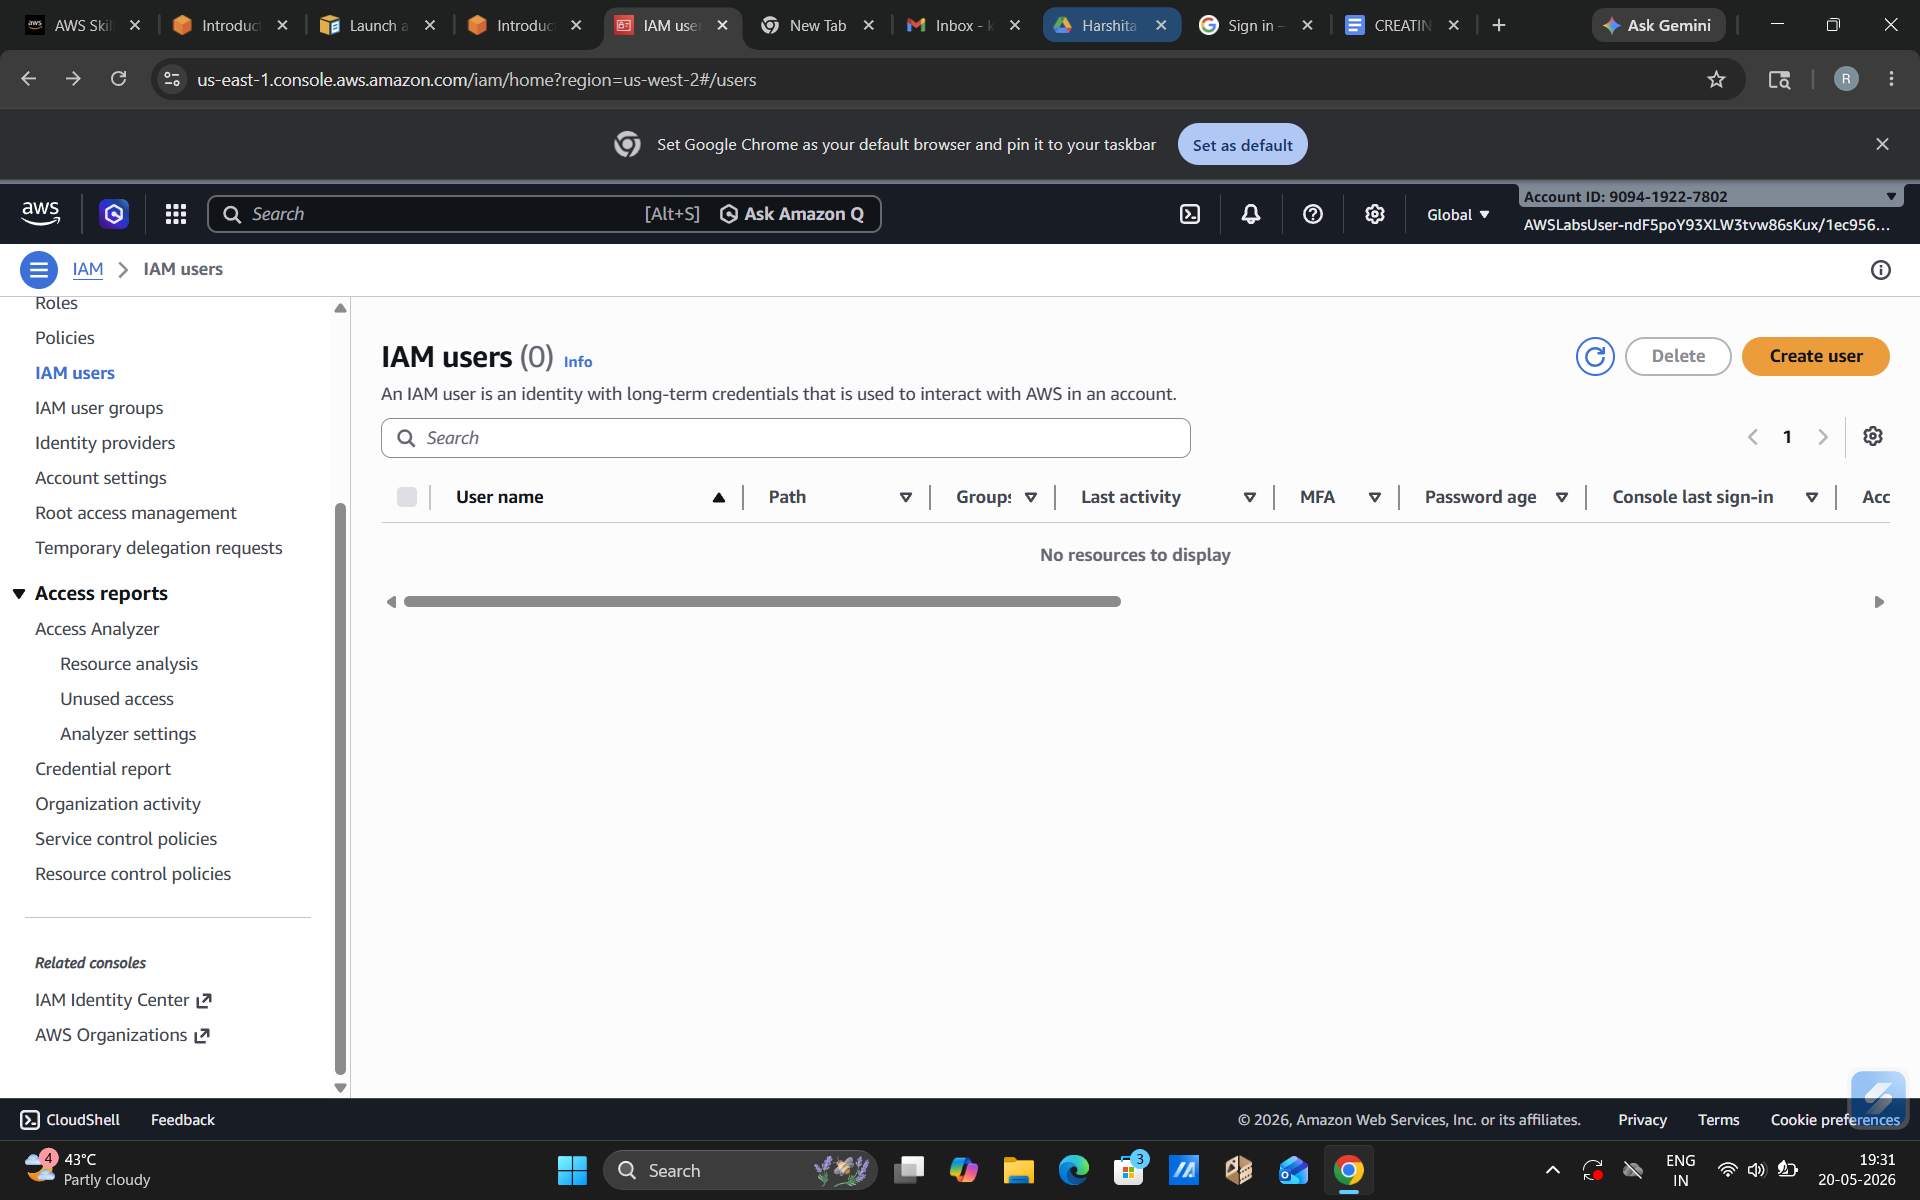 AWS Skil
Introduc
Launch a
Introduc
IAM use
New Tab
Inbox - k
Harshita
Sign in -
CREATIN
Ask Gemini
us-east-1.console.aws.amazon.com/iam/home?region=us-west-2#/users
R
Set Google Chrome as your default browser and pin it to your taskbar
Set as default
aws
Search
[Alt+S]
Ask Amazon Q
Global
Account ID: 9094-1922-7802
AWSLabsUser-ndF5poY93XLW3tvw86sKux/1ec956...
IAM
IAM users
Roles
Policies
IAM users
IAM user groups
Identity providers
Account settings
Root access management
Temporary delegation requests
Access reports
Access Analyzer
Resource analysis
Unused access
Analyzer settings
Credential report
Organization activity
Service control policies
Resource control policies
Related consoles
IAM Identity Center
AWS Organizations
IAM users (0) Info
Delete
Create user
An IAM user is an identity with long-term credentials that is used to interact with AWS in an account.
Search
1
User name
Path
Groups
Last activity
MFA
Password age
Console last sign-in
Acc
No resources to display
CloudShell
Feedback
© 2026, Amazon Web Services, Inc. or its affiliates.
Privacy
Terms
Cookie preferences
4
43°C
Partly cloudy
Search
3
ENG
IN
19:31
20-05-2026